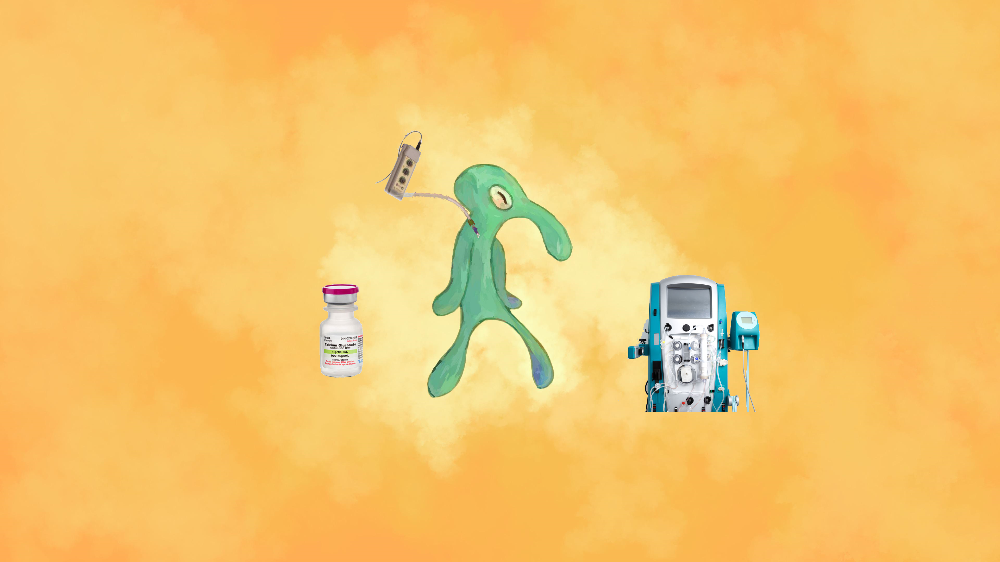 10 mL
C360019
DIN 02141019
Latex Free
Calcium Gluconate
Injection, USP 10%
1 g/10 mL
100 mg/mL
Sterile/Stérile
For IV Infusion After Dilution
Pour perfusion IV après dilution